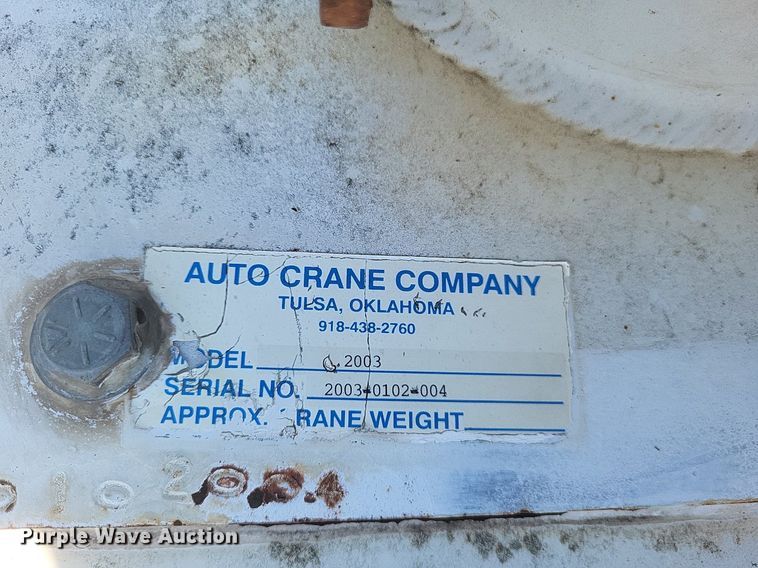 AUTO CRANE COMPANY
TULSA, OKLAHOMA
918-438-2760
MODEL 2003
SERIAL NO. 2003-0102-004
APPROX. CRANE WEIGHT
0102004
Purple Wave Auction